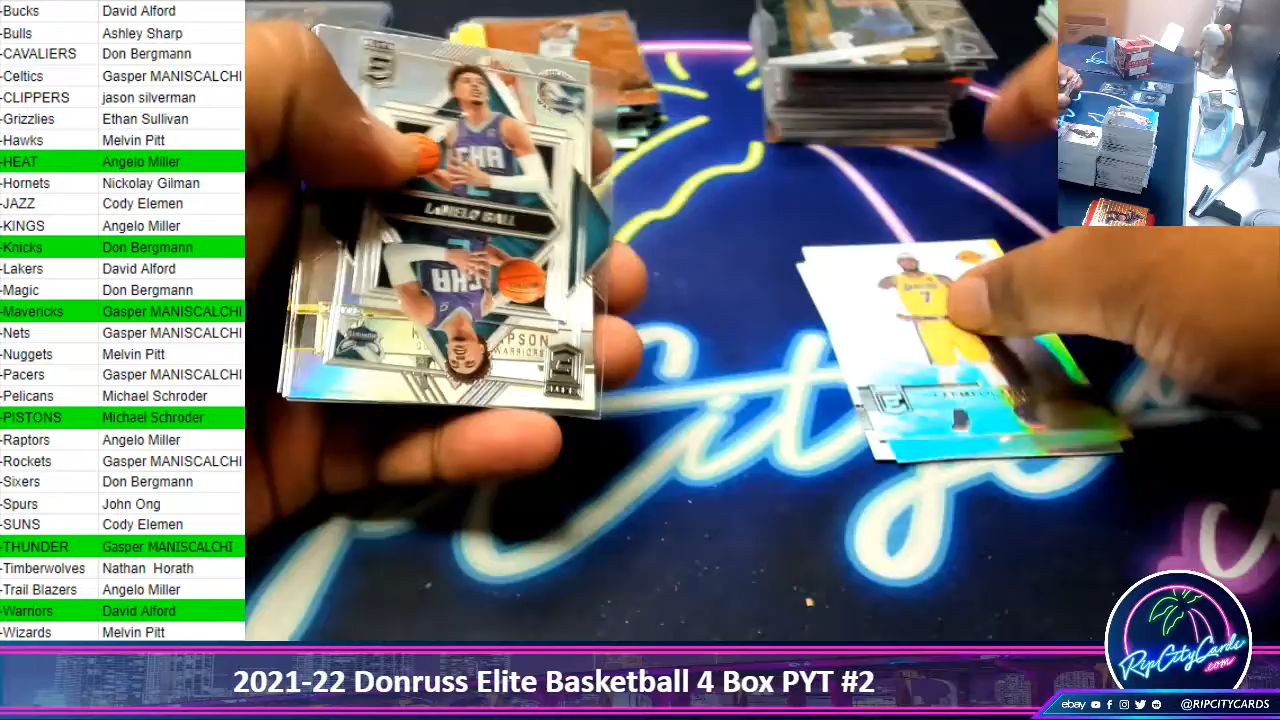 -Bucks David Alford
-Bulls Ashley Sharp
-CAVALIERS Don Bergmann
-Celtics Gasper MANISCALCHI
-CLIPPERS jason silverman
-Grizzlies Ethan Sullivan
-Hawks Melvin Pitt
-HEAT Angelo Miller
-Hornets Nickolay Gilman
-JAZZ Cody Elemen
-KINGS Angelo Miller
-Knicks Don Bergmann
-Lakers David Alford
-Magic Don Bergmann
-Mavericks Gasper MANISCALCHI
-Nets Gasper MANISCALCHI
-Nuggets Melvin Pitt
-Pacers Gasper MANISCALCHI
-Pelicans Michael Schroder
-PISTONS Michael Schroder
-Raptors Angelo Miller
-Rockets Gasper MANISCALCHI
-Sixers Don Bergmann
-Spurs John Ong
-SUNS Cody Elemen
-THUNDER Gasper MANISCALCHI
-Timberwolves Nathan Horath
-Trail Blazers Angelo Miller
-Warriors David Alford
-Wizards Melvin Pitt
CHA
LAMELO BALL
CHA
PSON
WARRIORS
7
City
RipCityCards
.com
2021-22 Donruss Elite Basketball 4 Box PYT #2
ebay @RIPCITYCARDS